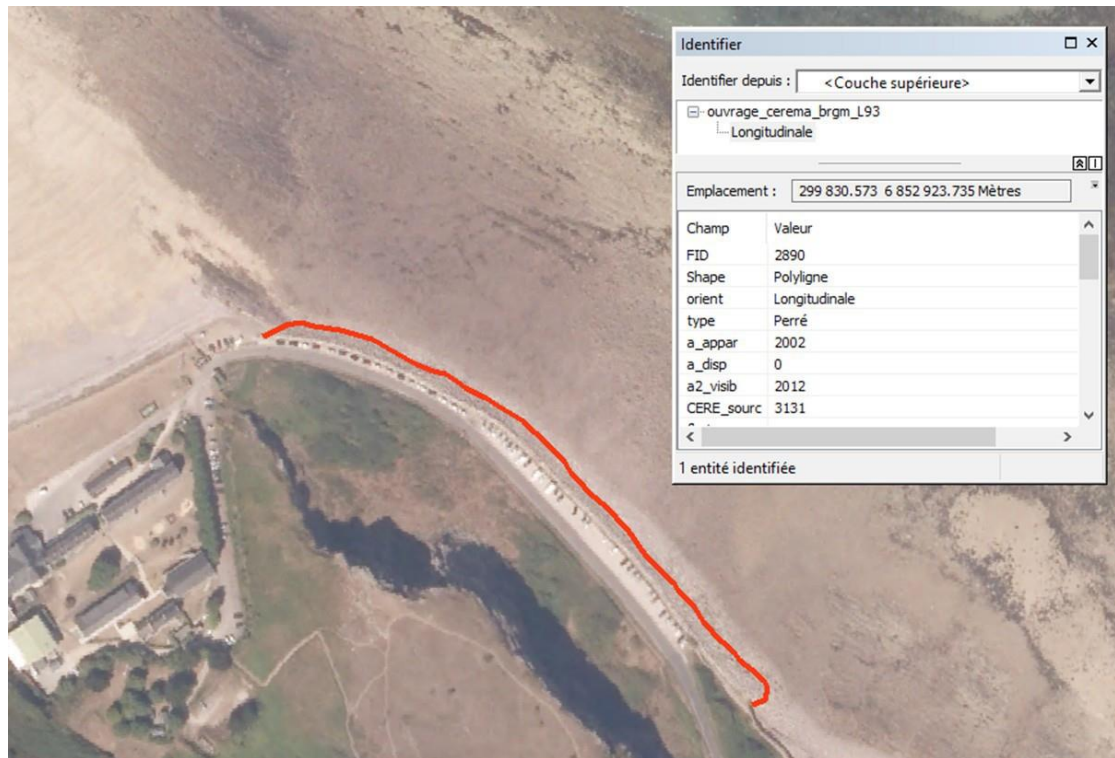 Identifier
Identifier depuis : <Couche supérieure>
ouvrage_cerema_brgm_L93
Longitudinale
Emplacement : 299 830.573 6 852 923.735 Mètres
Champ Valeur
FID 2890
Shape Polyligne
orient Longitudinale
type Perré
a_appar 2002
a_disp 0
a2_visib 2012
CERE_sourc 3131
1 entité identifiée